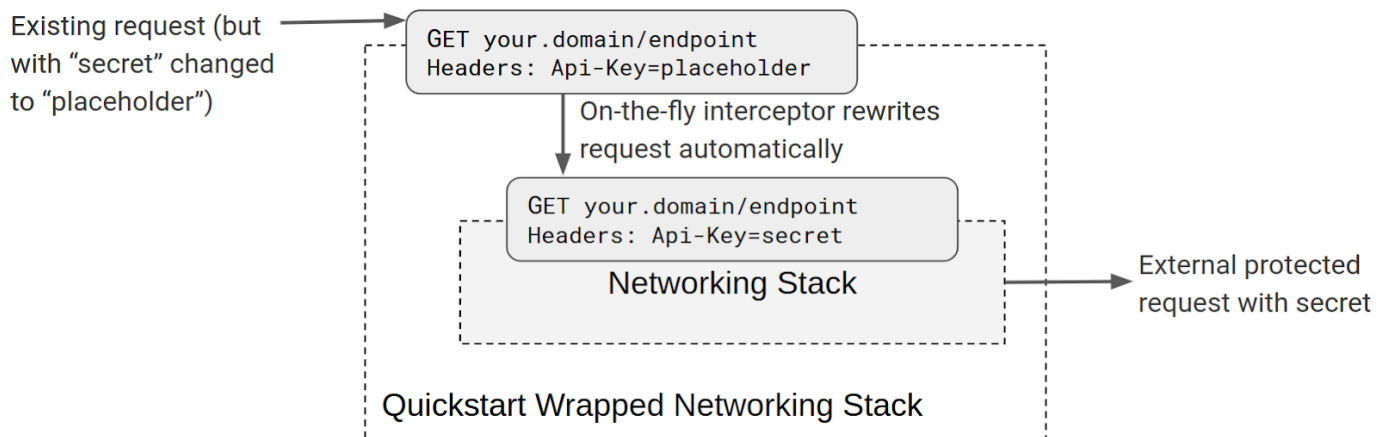 Existing request (but
with “secret” changed
to “placeholder”)
GET your.domain/endpoint
Headers: Api-Key=placeholder
On-the-fly interceptor rewrites
request automatically
GET your.domain/endpoint
Headers: Api-Key=secret
Networking Stack
External protected
request with secret
Quickstart Wrapped Networking Stack